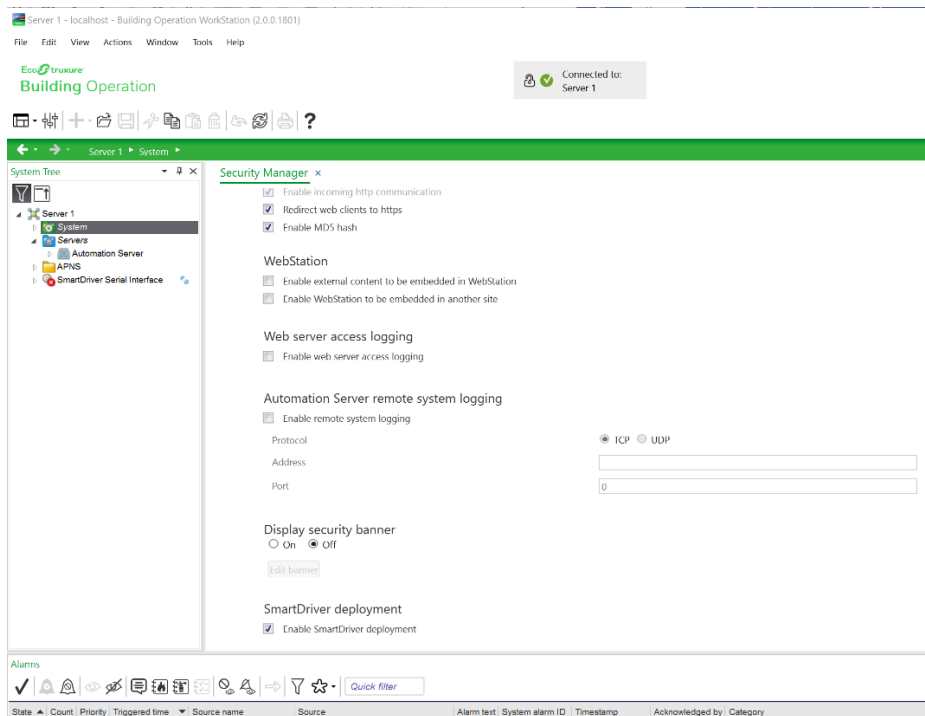 Server 1 - localhost - Building Operation WorkStation (2.0.0.1801)
File Edit View Actions Window Tools Help
EcoStruxure
Building Operation
Connected to:
Server 1
Server 1 System
System Tree
Security Manager
Enable incoming http communication
Redirect web clients to https
Enable MD5 hash
Server 1
System
Servers
Automation Server
APNS
SmartDriver Serial Interface
WebStation
Enable external content to be embedded in WebStation
Enable WebStation to be embedded in another site
Web server access logging
Enable web server access logging
Automation Server remote system logging
Enable remote system logging
Protocol TCP UDP
Address
Port 0
Display security banner
On Off
Edit banner
SmartDriver deployment
Enable SmartDriver deployment
Alarms
Quick filter
State Count Priority Triggered time Source name Source Alarm text System alarm ID Timestamp Acknowledged by Category